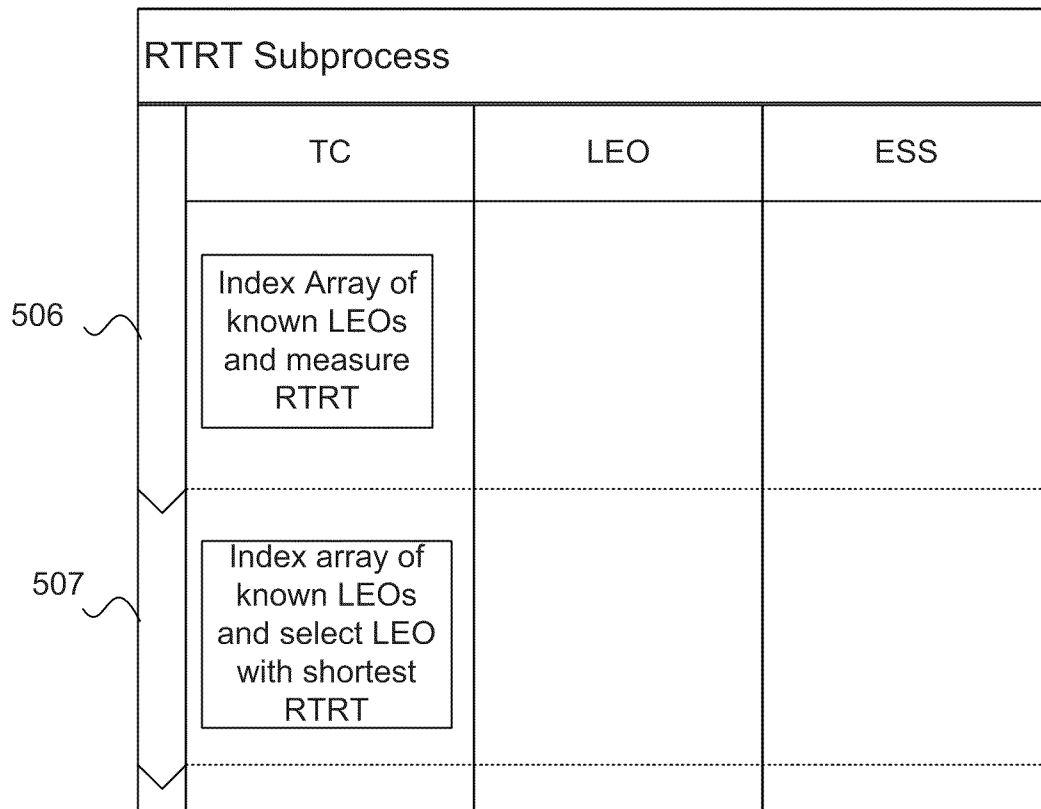 RTRT Subprocess
TC
LEO
ESS
506
Index Array of
known LEOs
and measure
RTRT
507
Index array of
known LEOs
and select LEO
with shortest
RTRT